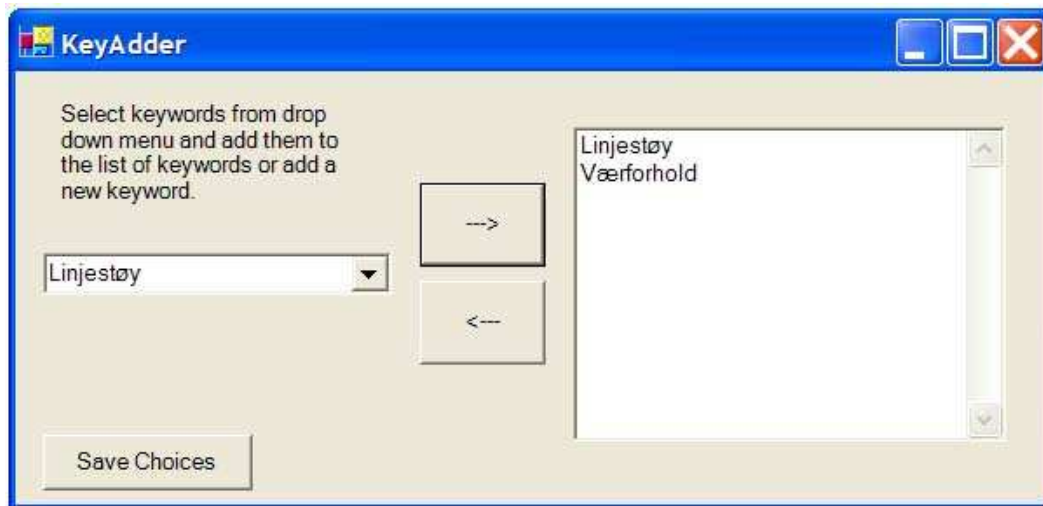 KeyAdder
Select keywords from drop
down menu and add them to
the list of keywords or add a
new keyword.
Linjestøy
--->
<---
Linjestøy
Værforhold
Save Choices